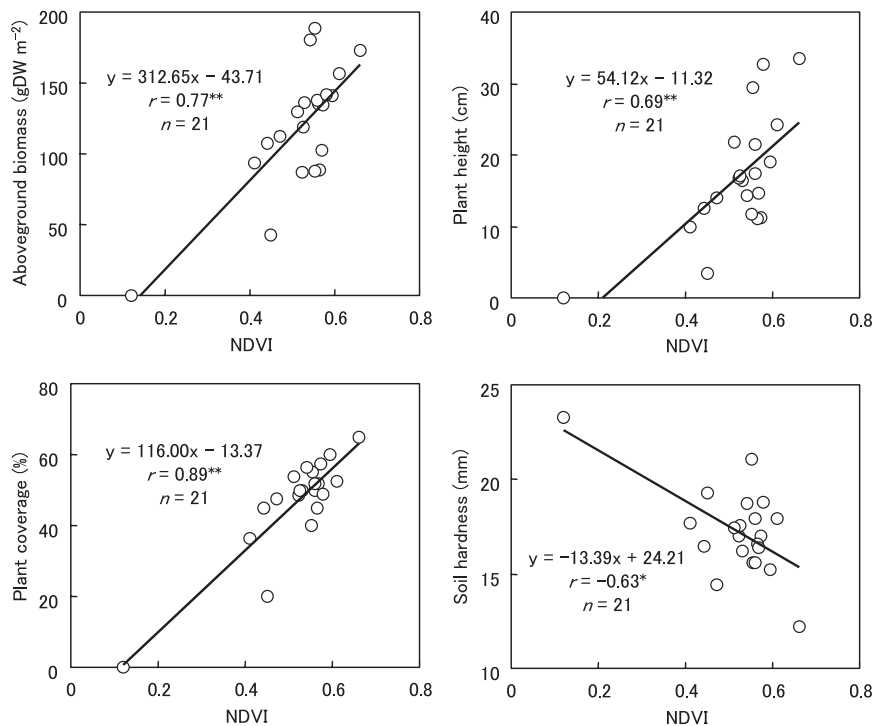 200
150
100
50
0
0
0.2
0.4
0.6
0.8
Aboveground biomass (gDW m⁻²)
NDVI
y = 312.65x − 43.71
r = 0.77**
n = 21
40
30
20
10
0
0
0.2
0.4
0.6
0.8
Plant height (cm)
NDVI
y = 54.12x − 11.32
r = 0.69**
n = 21
80
60
40
20
0
0
0.2
0.4
0.6
0.8
Plant coverage (%)
NDVI
y = 116.00x − 13.37
r = 0.89**
n = 21
25
20
15
10
0
0.2
0.4
0.6
0.8
Soil hardness (mm)
NDVI
y = −13.39x + 24.21
r = −0.63*
n = 21